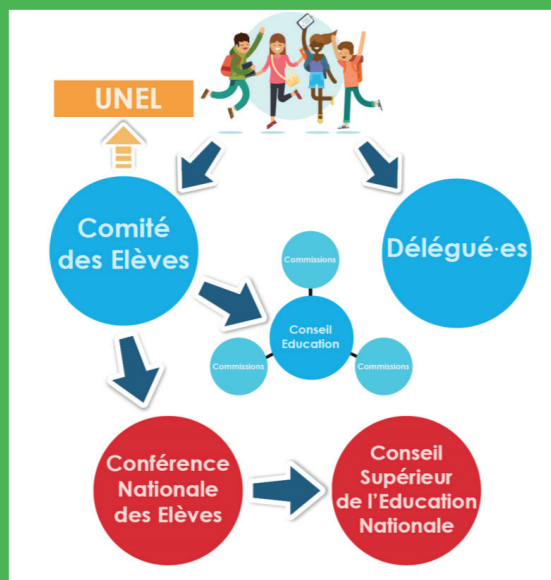 UNEL
Comité
des Elèves
Délégué·es
Commissions
Conseil
Education
Commissions
Commissions
Conférence
Nationale
des Elèves
Conseil
Supérieur
de l'Education
Nationale